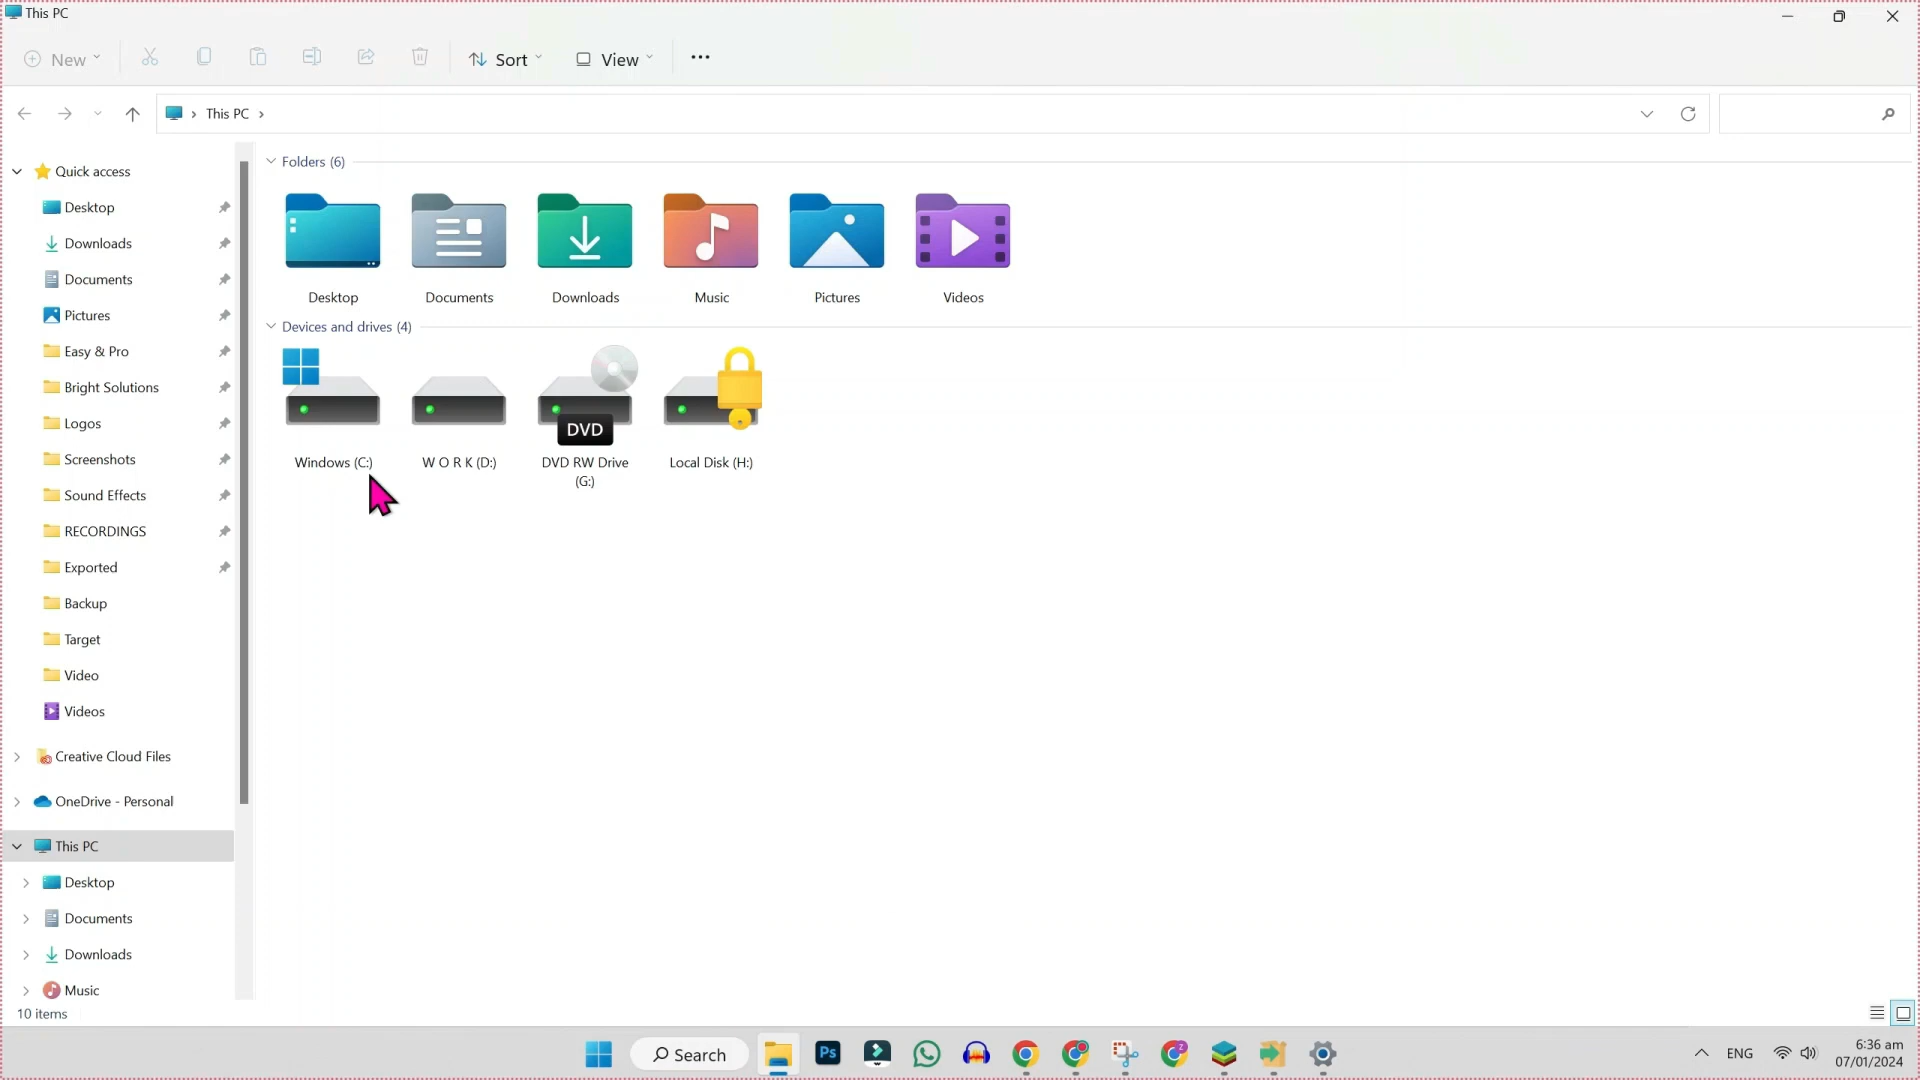 This PC
New
Sort
View
This PC
Quick access
Desktop
Downloads
Documents
Pictures
Easy & Pro
Bright Solutions
Logos
Screenshots
Sound Effects
RECORDINGS
Exported
Backup
Target
Video
Videos
Creative Cloud Files
OneDrive - Personal
This PC
Desktop
Documents
Downloads
Music
10 items
Folders (6)
Desktop
Documents
Downloads
Music
Pictures
Videos
Devices and drives (4)
DVD
Windows (C:)
W O R K (D:)
DVD RW Drive
(G:)
Local Disk (H:)
Search
Ps
Z
ENG
6:36 am
07/01/2024